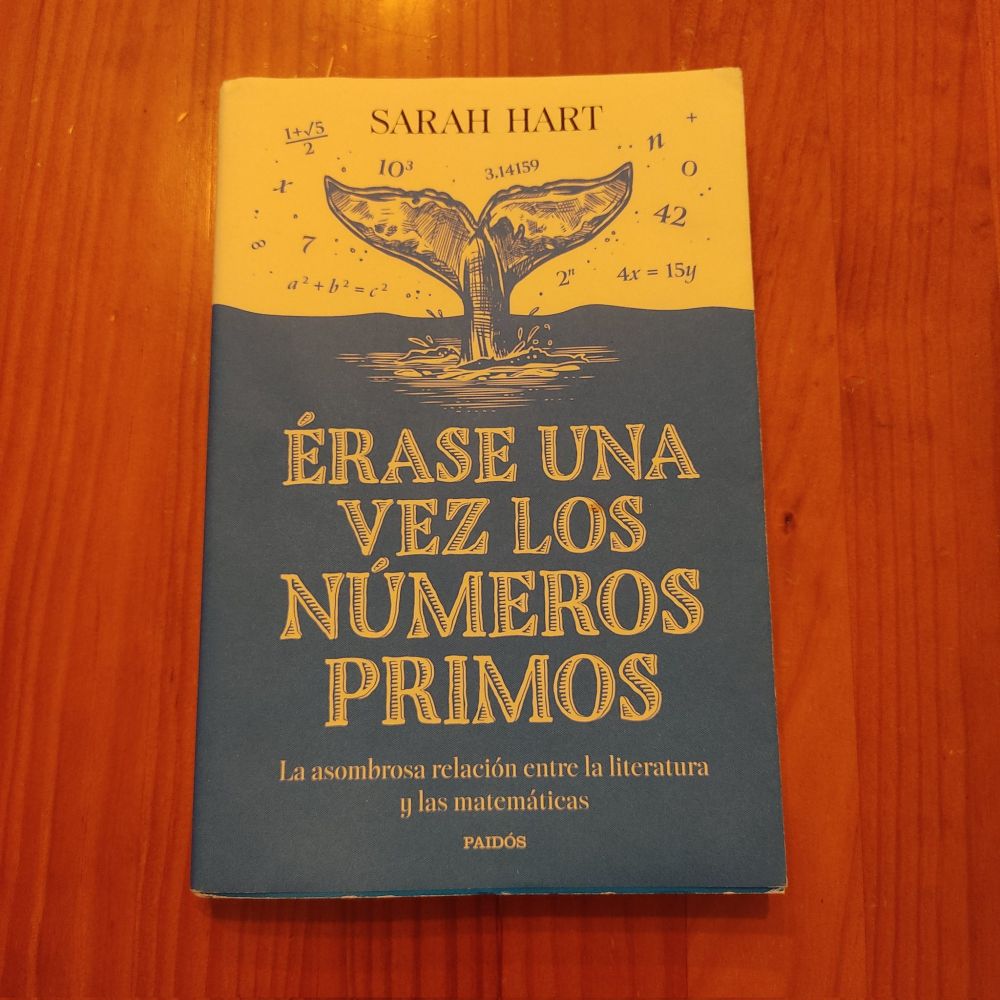 SARAH HART
1+√5
2
10³
3.14159
n
+
x
0
42
8
7
a² + b² = c²
2ⁿ
4x = 15y
ÉRASE UNA
VEZ LOS
NÚMEROS
PRIMOS
La asombrosa relación entre la literatura
y las matemáticas
PAIDÓS